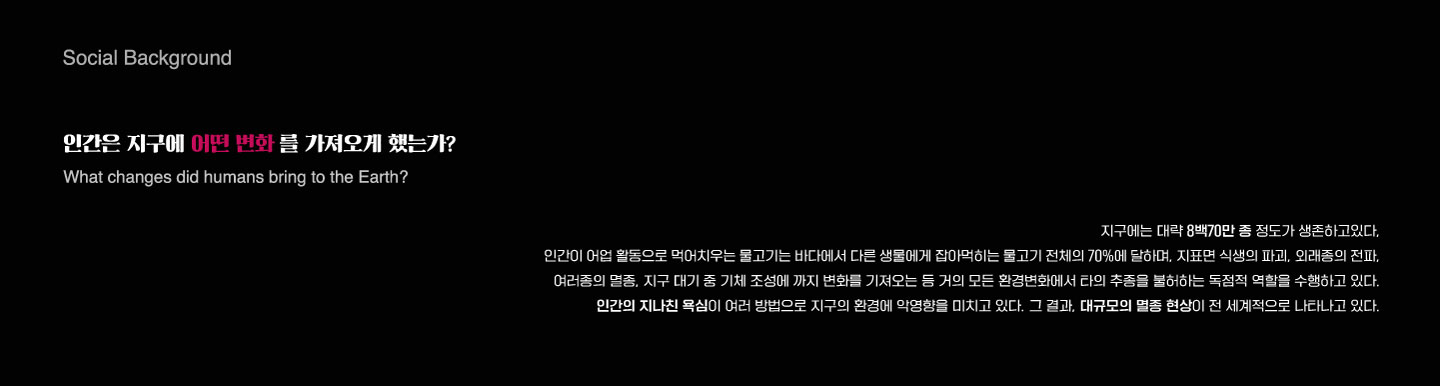 Social Background
인간은 지구에 어떤 변화 를 가져오게 했는가?
What changes did humans bring to the Earth?
지구에는 대략 8백70만 종 정도가 생존하고있다,
인간이 어업 활동으로 먹어치우는 물고기는 바다에서 다른 생물에게 잡아먹히는 물고기 전체의 70%에 달하며, 지표면 식생의 파괴, 외래종의 전파,
여러종의 멸종, 지구 대기 중 기체 조성에 까지 변화를 기져오는 등 거의 모든 환경변화에서 타의 추종을 불허하는 독점적 역할을 수행하고 있다.
인간의 지나친 욕심이 여러 방법으로 지구의 환경에 악영향을 미치고 있다. 그 결과, 대규모의 멸종 현상이 전 세계적으로 나타나고 있다.